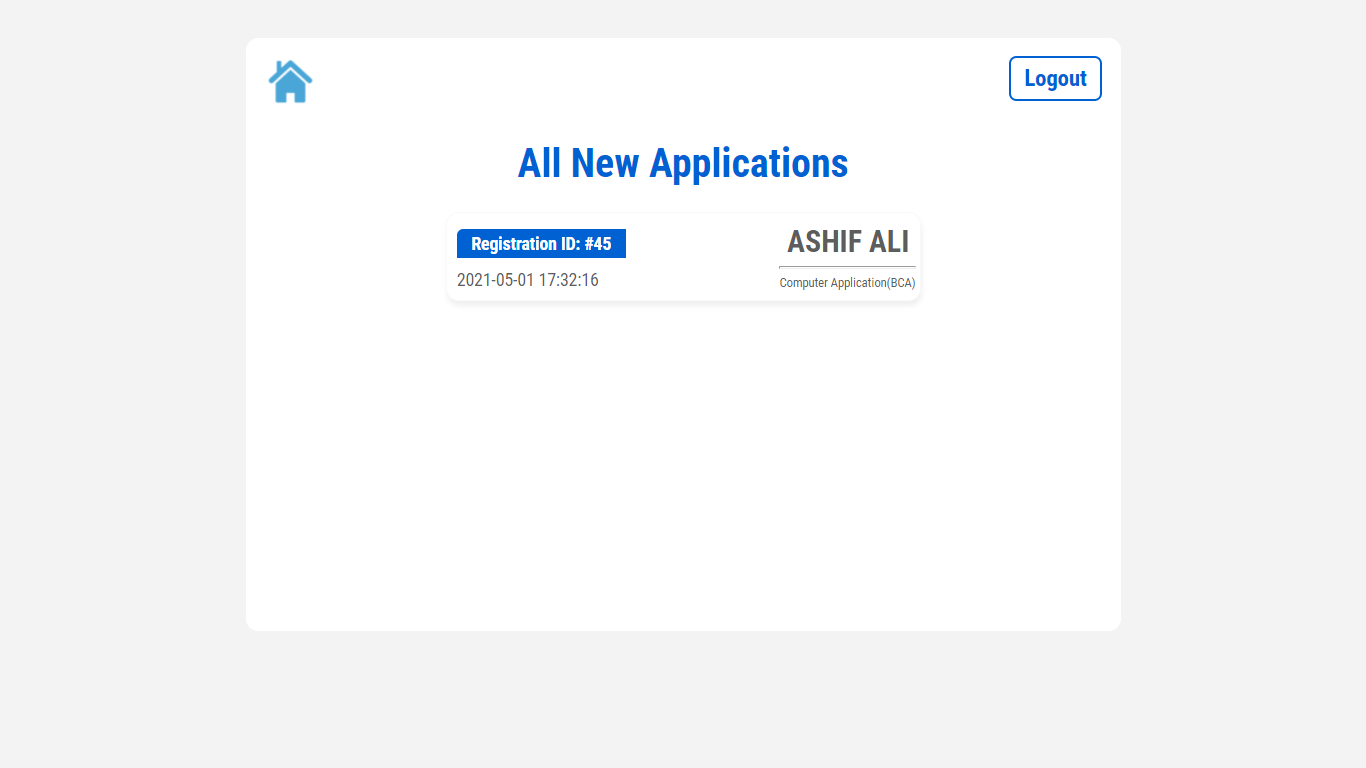 Logout
All New Applications
Registration ID: #45
ASHIF ALI
2021-05-01 17:32:16
Computer Application(BCA)